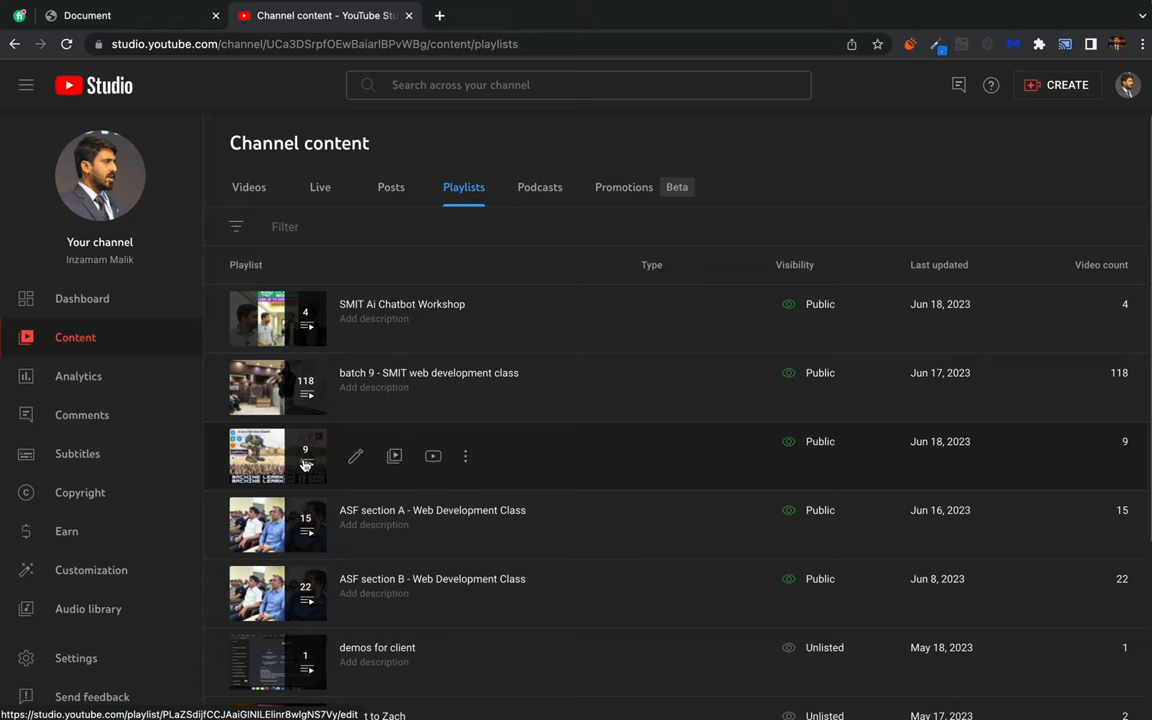 Document
Channel content - YouTube Stu
studio.youtube.com/channel/UCa3DSrpfOEwBaiarlBPvWBg/content/playlists
Studio
Search across your channel
CREATE
Your channel
Inzamam Malik
Dashboard
Content
Analytics
Comments
Subtitles
Copyright
Earn
Customization
Audio library
Settings
Send feedback
Channel content
Videos Live Posts Playlists Podcasts Promotions Beta
Filter
Playlist Type Visibility Last updated Video count
4 SMIT Ai Chatbot Workshop Public Jun 18, 2023 4
Add description
118 batch 9 - SMIT web development class Public Jun 17, 2023 118
Add description
9 Public Jun 18, 2023 9
MACHINE LEARN
15 ASF section A - Web Development Class Public Jun 16, 2023 15
Add description
22 ASF section B - Web Development Class Public Jun 8, 2023 22
Add description
1 demos for client Unlisted May 18, 2023 1
Add description
t to Zach Unlisted May 17, 2023 2
https://studio.youtube.com/playlist/PLaZSdijfCCJAaiGINILEIinr8wlgNS7Vy/edit